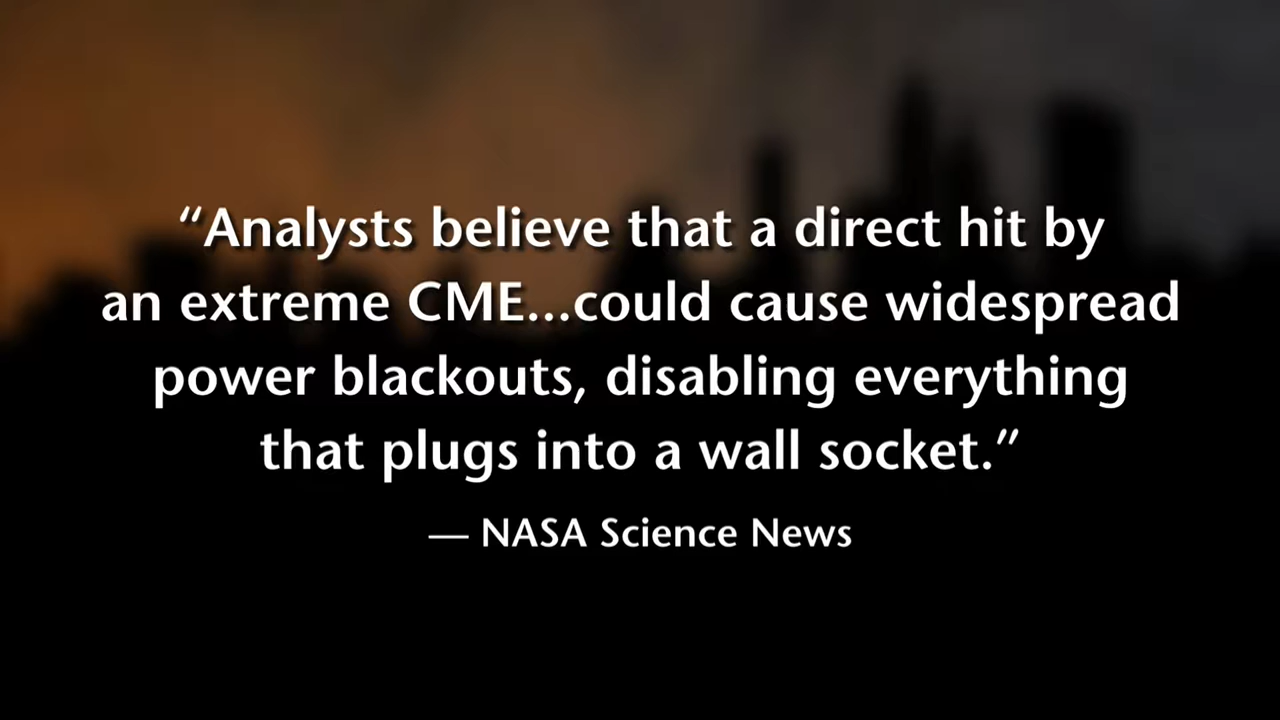 “Analysts believe that a direct hit by
an extreme CME...could cause widespread
power blackouts, disabling everything
that plugs into a wall socket.”
— NASA Science News